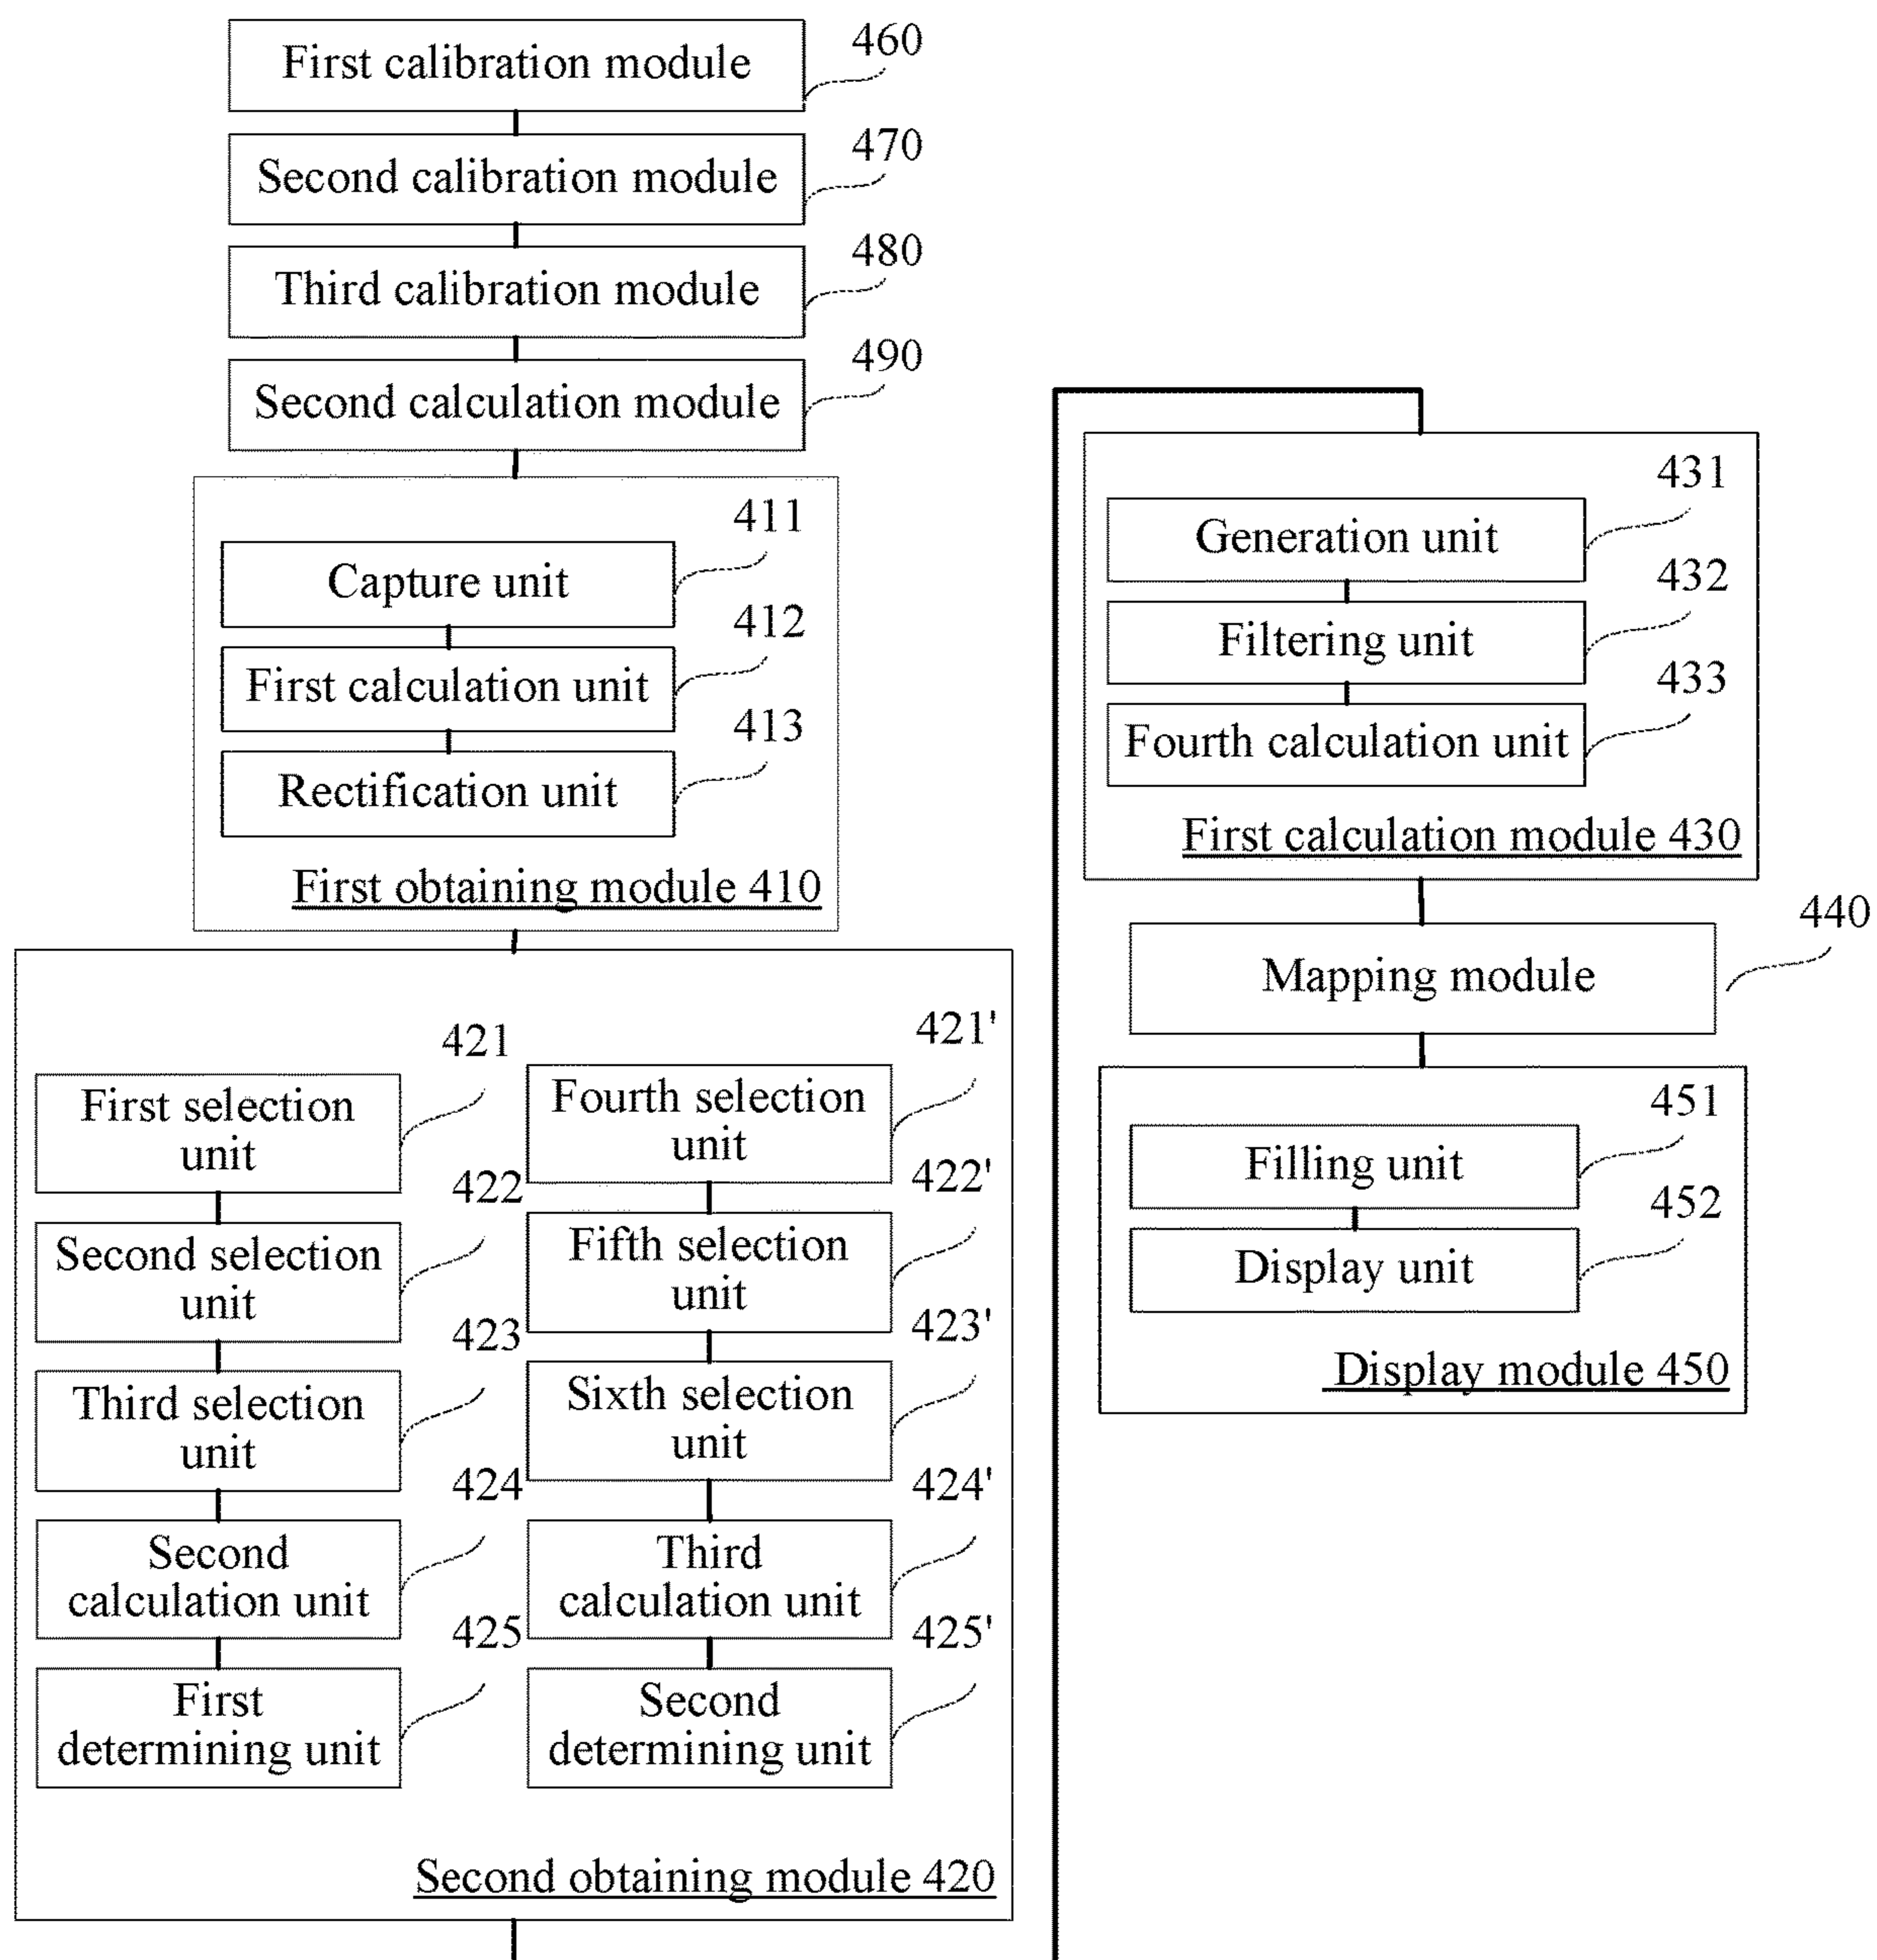 First calibration module
460
Second calibration module
470
Third calibration module
480
Second calculation module
490
411
Capture unit
412
First calculation unit
413
Rectification unit
First obtaining module 410
421
First selection
unit
422
Second selection
unit
423
Third selection
unit
424
Second
calculation unit
425
First
determining unit
421'
Fourth selection
unit
422'
Fifth selection
unit
423'
Sixth selection
unit
424'
Third
calculation unit
425'
Second
determining unit
Second obtaining module 420
431
Generation unit
432
Filtering unit
433
Fourth calculation unit
First calculation module 430
440
Mapping module
451
Filling unit
452
Display unit
Display module 450